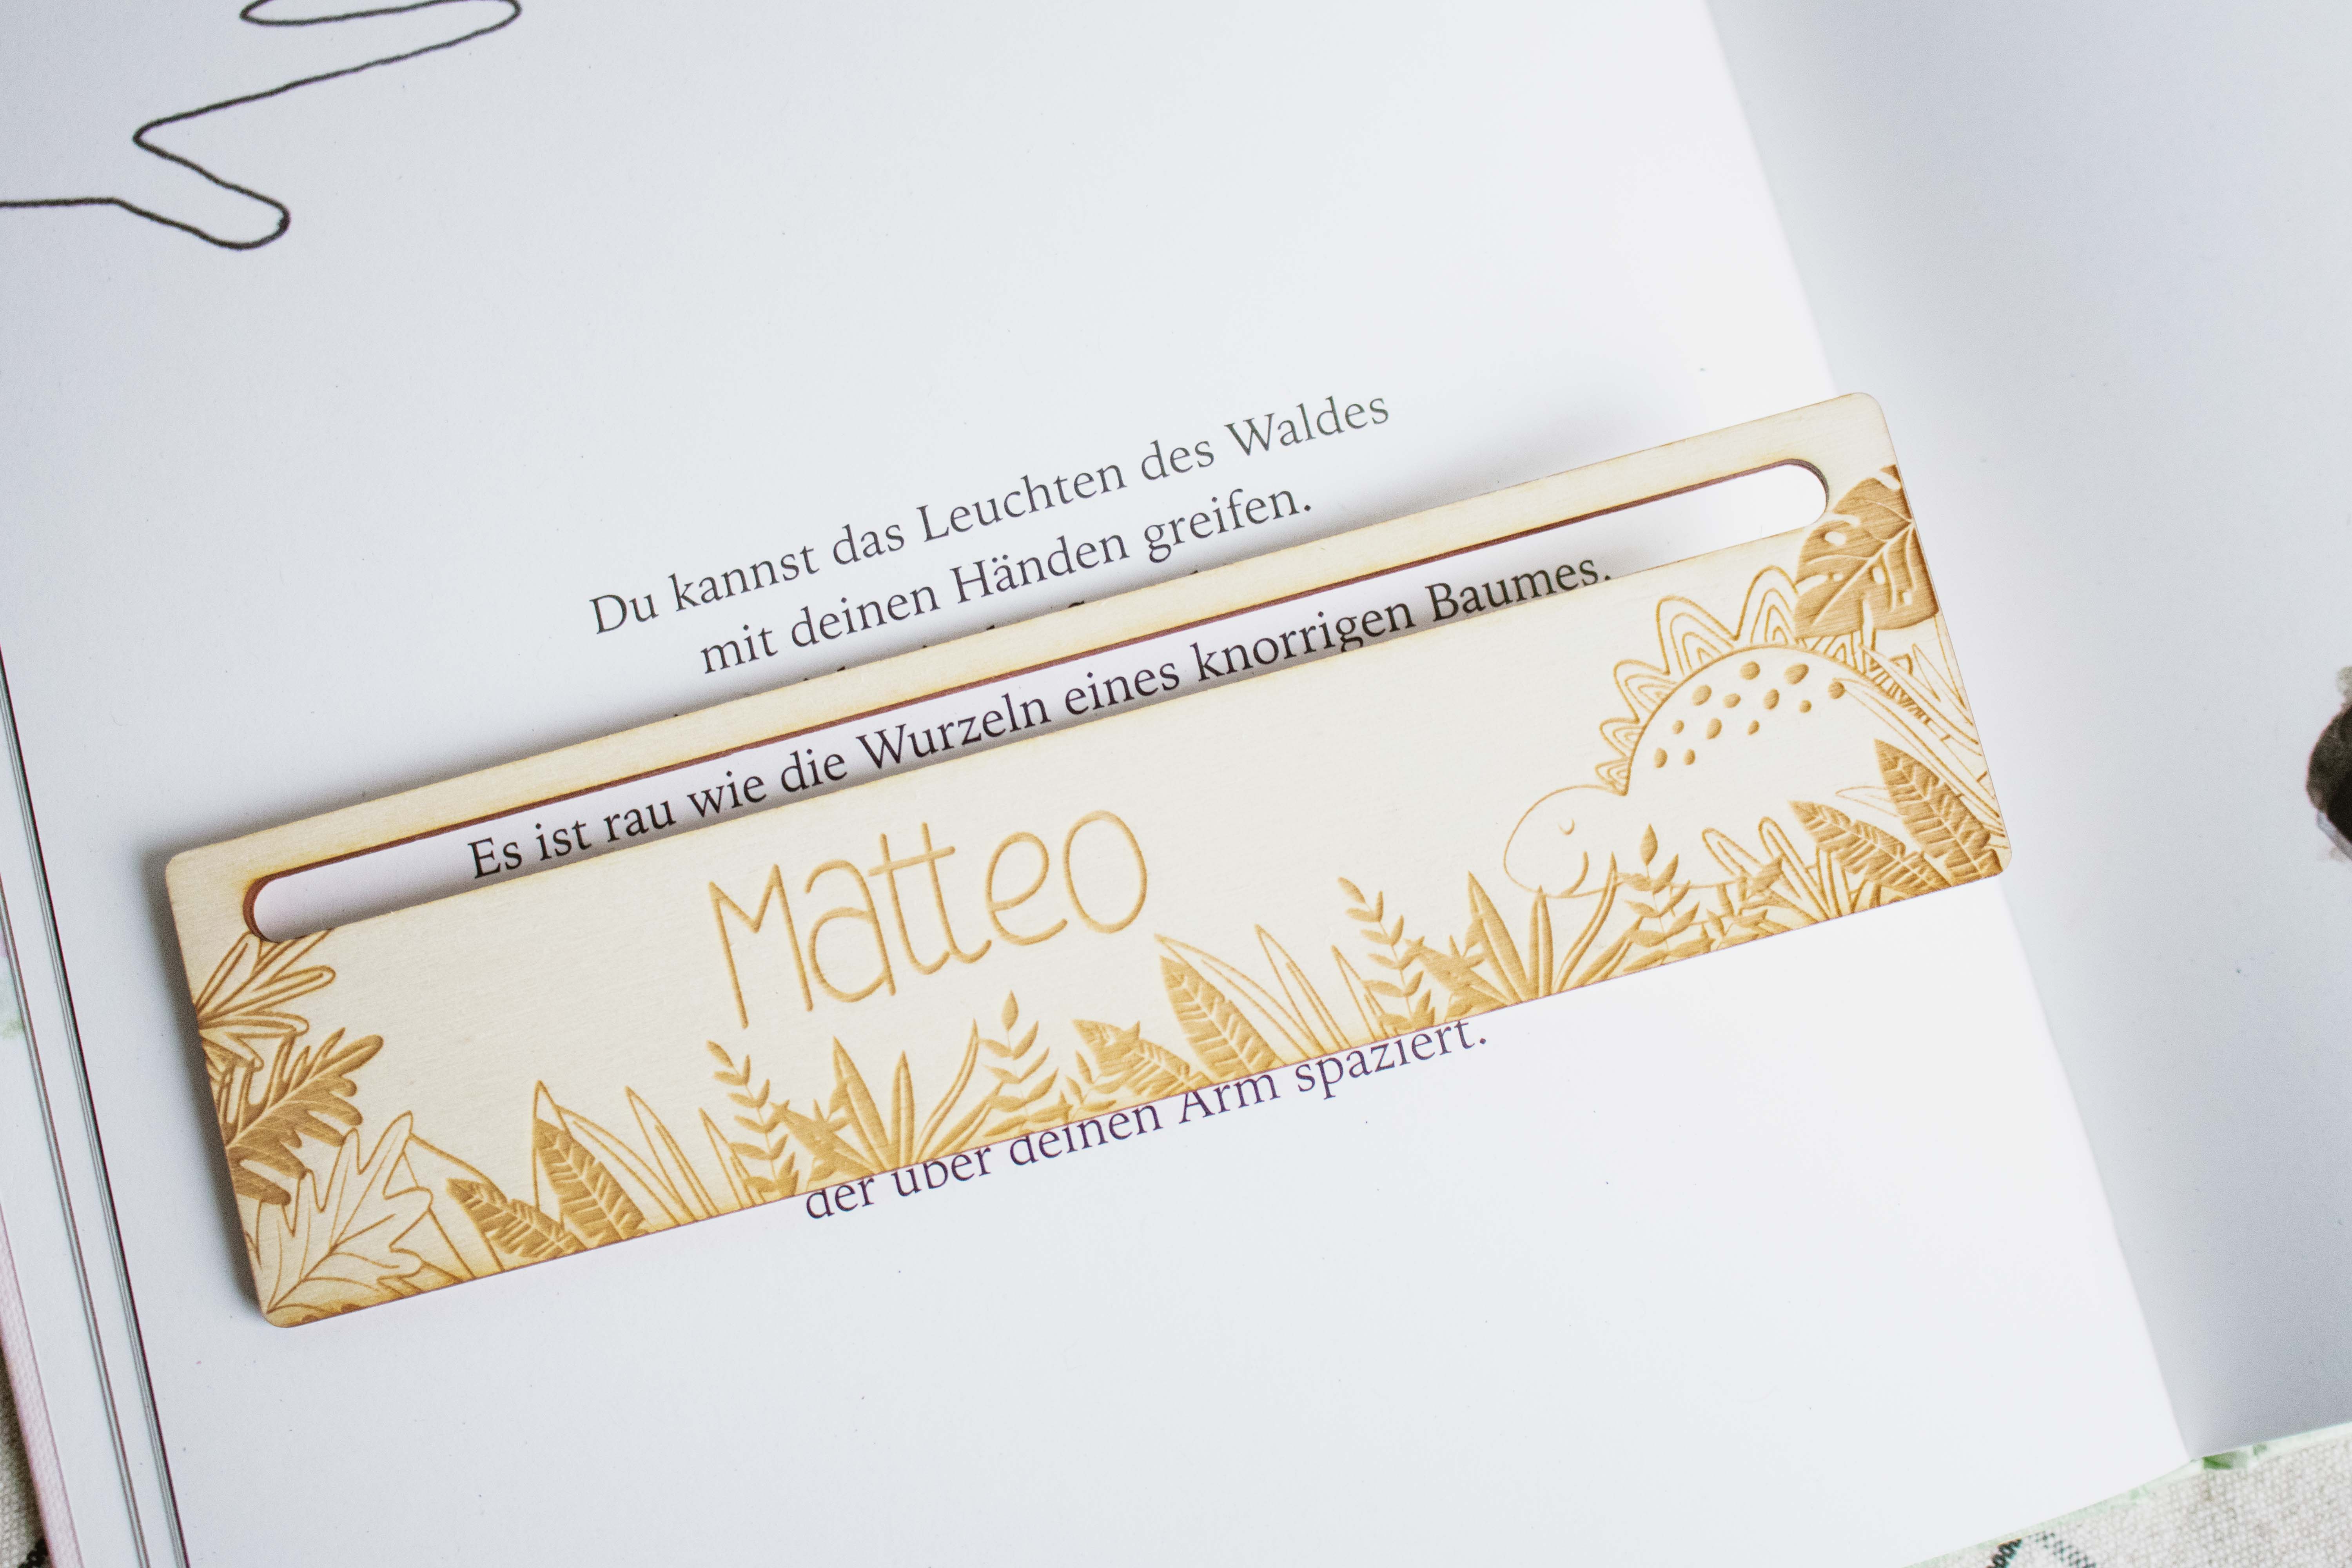 Du kannst das Leuchten des Waldes
mit deinen Händen greifen.
Es ist rau wie die Wurzeln eines knorrigen Baumes.
Matteo
der über deinen Arm spaziert.